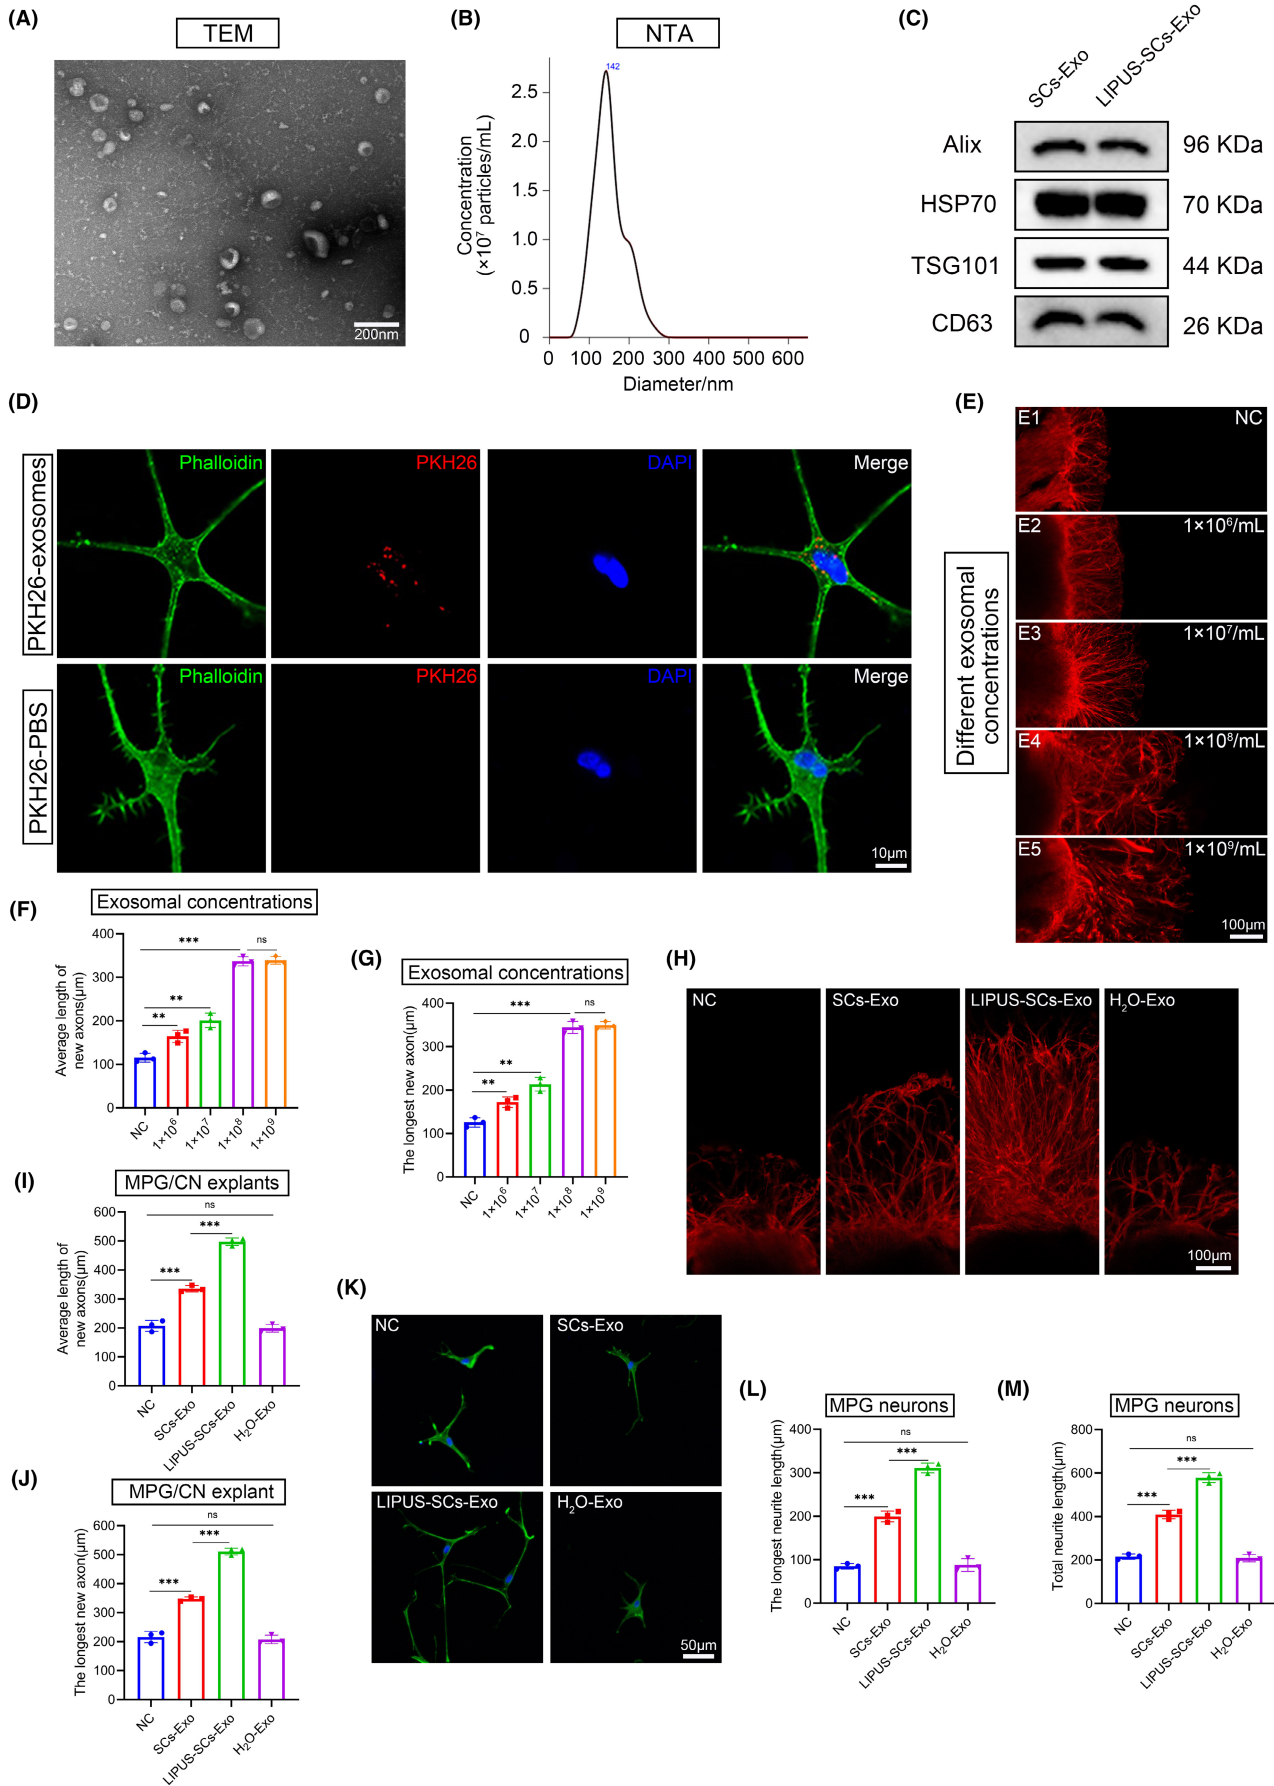 (A)
TEM
200nm
(B)
NTA
142
Concentration
(×10⁷ particles/mL)
2.5
2.0
1.5
1.0
0.5
0
0 100 200 300 400 500 600
Diameter/nm
(C)
SCs-Exo
LIPUS-SCs-Exo
Alix
96 KDa
HSP70
70 KDa
TSG101
44 KDa
CD63
26 KDa
(D)
PKH26-exosomes
Phalloidin
PKH26
DAPI
Merge
PKH26-PBS
Phalloidin
PKH26
DAPI
Merge
10μm
(E)
Different exosomal
concentrations
E1
NC
E2
1×10⁶/mL
E3
1×10⁷/mL
E4
1×10⁸/mL
E5
1×10⁹/mL
100μm
(F)
Exosomal concentrations
Average length of
new axons(μm)
400
300
200
100
0
***
ns
**
**
NC
1×10⁶
1×10⁷
1×10⁸
1×10⁹
(G)
Exosomal concentrations
The longest new axon(μm)
400
300
200
100
0
***
ns
**
**
NC
1×10⁶
1×10⁷
1×10⁸
1×10⁹
(H)
NC
SCs-Exo
LIPUS-SCs-Exo
H₂O-Exo
100μm
(I)
MPG/CN explants
Average length of
new axons(μm)
600
500
400
300
200
100
0
ns
***
***
NC
SCs-Exo
LIPUS-SCs-Exo
H₂O-Exo
(J)
MPG/CN explant
The longest new axon(μm)
600
500
400
300
200
100
0
ns
***
***
NC
SCs-Exo
LIPUS-SCs-Exo
H₂O-Exo
(K)
NC
SCs-Exo
LIPUS-SCs-Exo
H₂O-Exo
50μm
(L)
MPG neurons
The longest neurite length(μm)
400
300
200
100
0
ns
***
***
NC
SCs-Exo
LIPUS-SCs-Exo
H₂O-Exo
(M)
MPG neurons
Total neurite length(μm)
800
600
400
200
0
ns
***
***
NC
SCs-Exo
LIPUS-SCs-Exo
H₂O-Exo